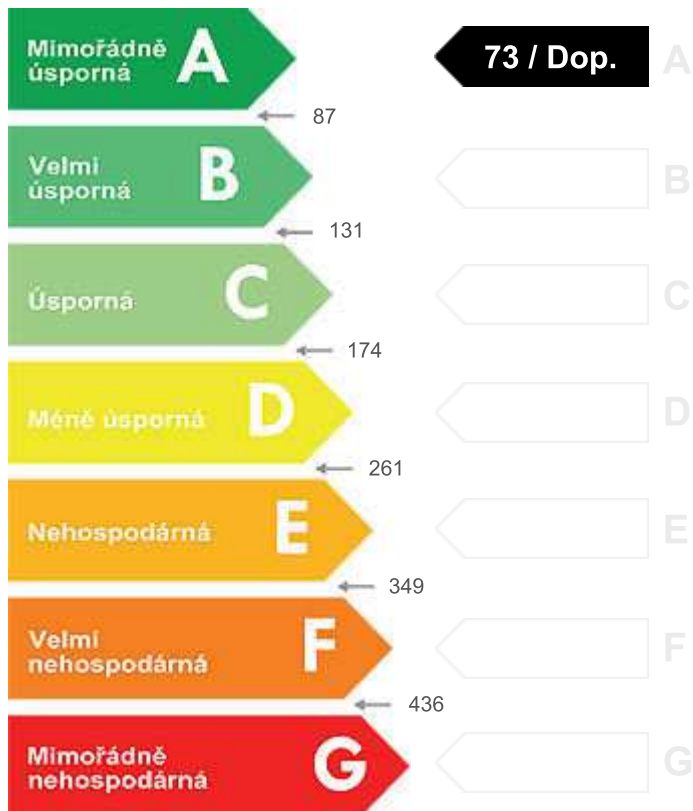 Mimořádně
úsporná
A
73 / Dop.
A
87
Velmi
úsporná
B
B
131
Úsporná
C
C
174
Méně úsporná
D
D
261
Nehospodárná
E
E
349
Velmi
nehospodárná
F
F
436
Mimořádně
nehospodárná
G
G